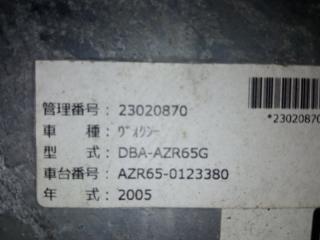 管理番号: 23020870
車　種: ヴォクシー
型　式: DBA-AZR65G
車台番号: AZR65-0123380
年　式: 2005
*23020870